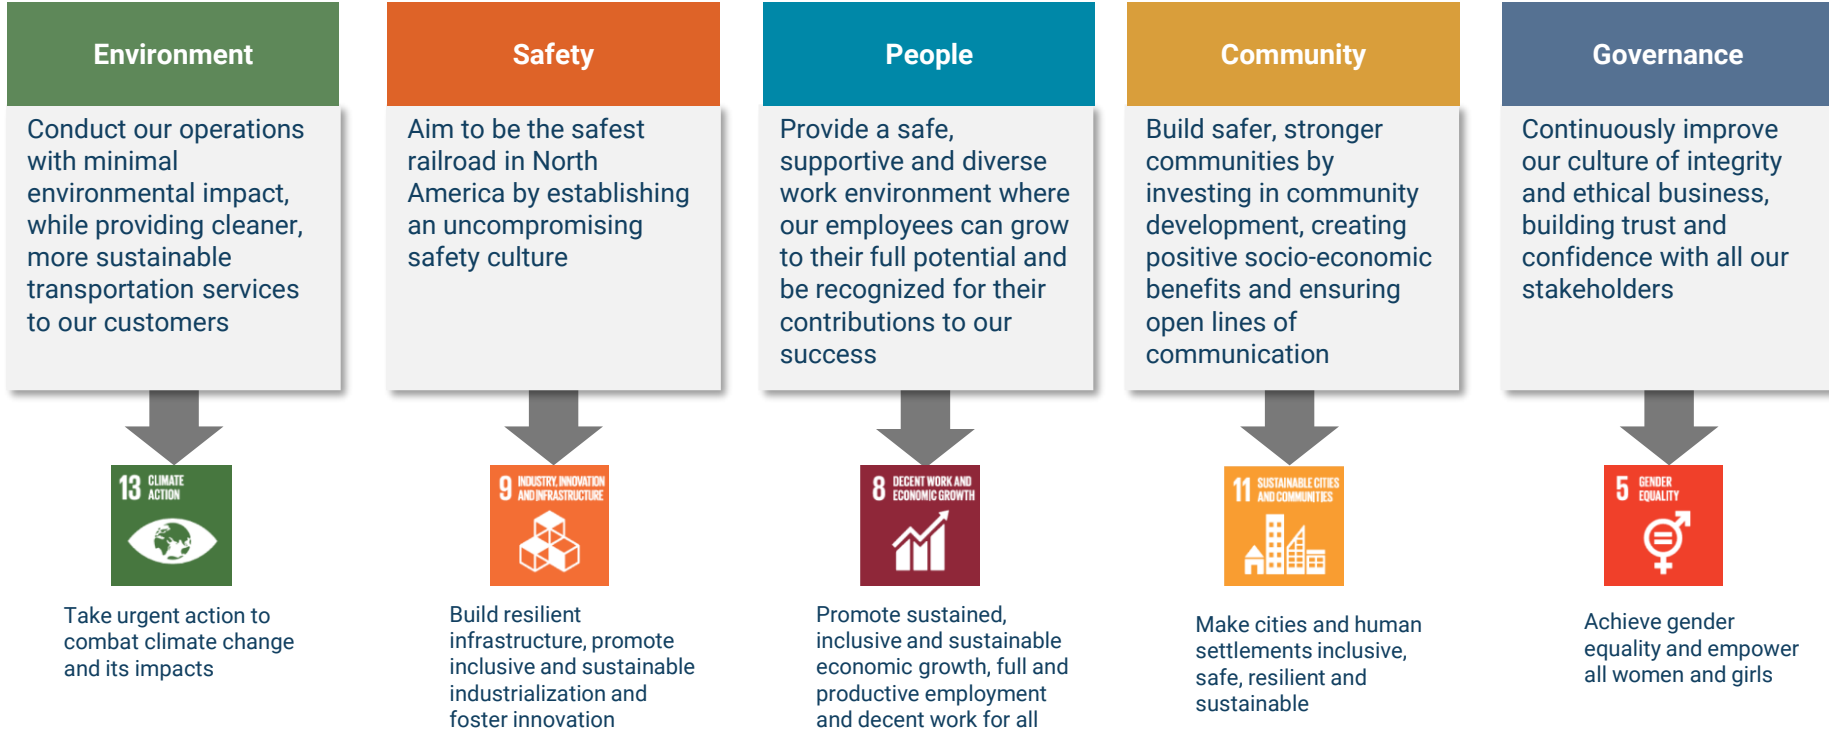 Environment
Conduct our operations
with minimal
environmental impact,
while providing cleaner,
more sustainable
transportation services
to our customers
13 CLIMATE
ACTION
Take urgent action to
combat climate change
and its impacts
Safety
Aim to be the safest
railroad in North
America by establishing
an uncompromising
safety culture
9 INDUSTRY, INNOVATION
AND INFRASTRUCTURE
Build resilient
infrastructure, promote
inclusive and sustainable
industrialization and
foster innovation
People
Provide a safe,
supportive and diverse
work environment where
our employees can grow
to their full potential and
be recognized for their
contributions to our
success
8 DECENT WORK AND
ECONOMIC GROWTH
Promote sustained,
inclusive and sustainable
economic growth, full and
productive employment
and decent work for all
Community
Build safer, stronger
communities by
investing in community
development, creating
positive socio-economic
benefits and ensuring
open lines of
communication
11 SUSTAINABLE CITIES
AND COMMUNITIES
Make cities and human
settlements inclusive,
safe, resilient and
sustainable
Governance
Continuously improve
our culture of integrity
and ethical business,
building trust and
confidence with all our
stakeholders
5 GENDER
EQUALITY
Achieve gender
equality and empower
all women and girls